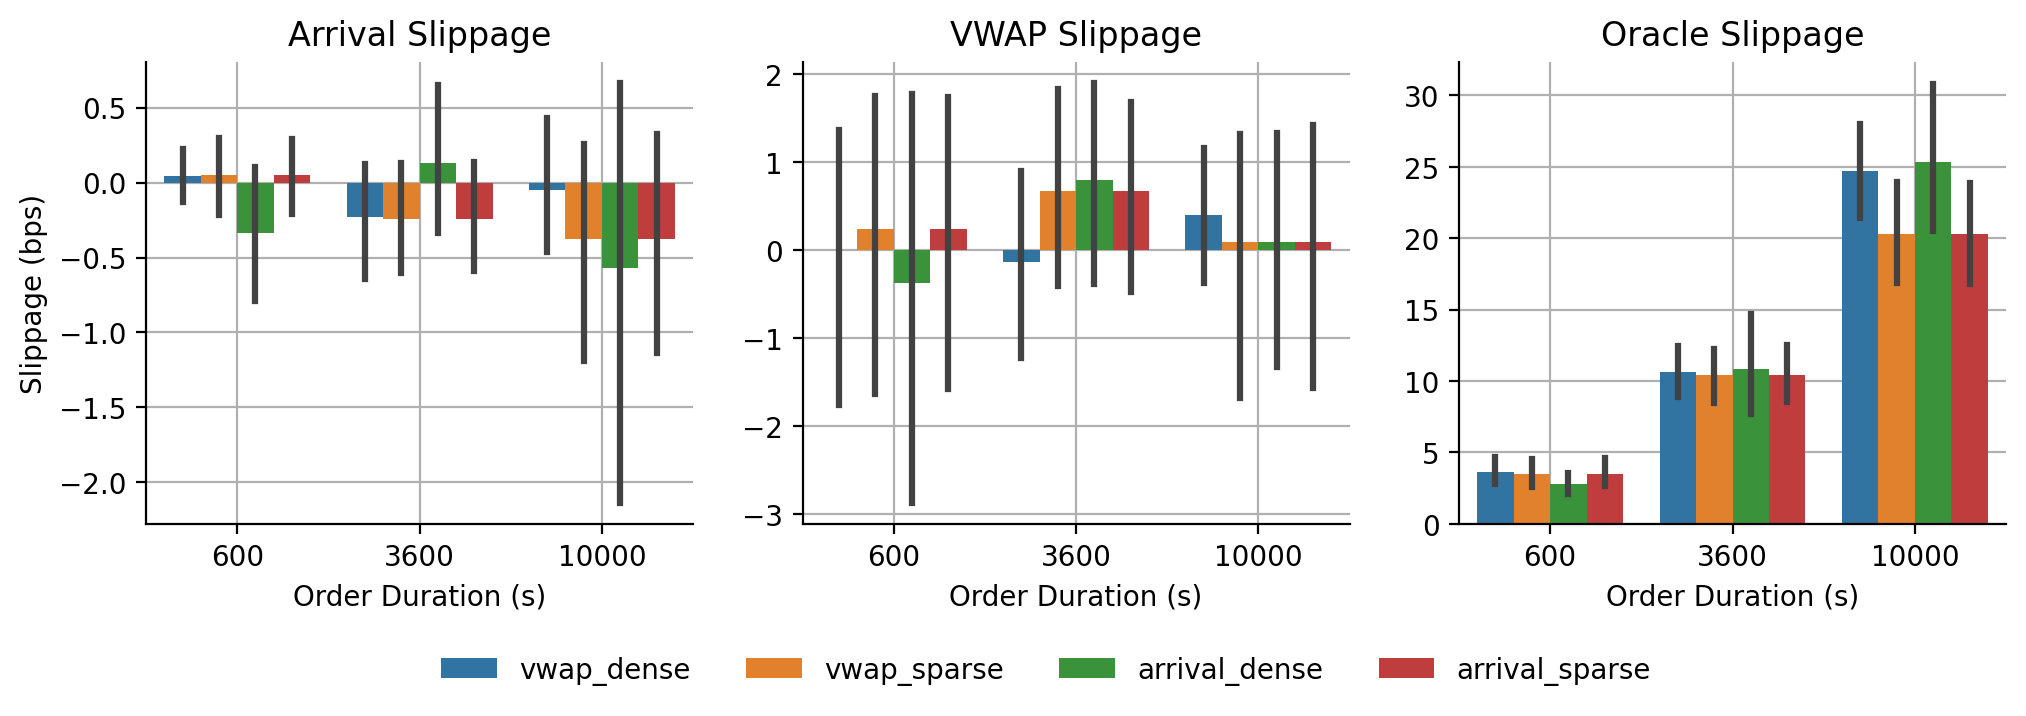 Arrival Slippage
VWAP Slippage
Oracle Slippage
Slippage (bps)
0.5
0.0
−0.5
−1.0
−1.5
−2.0
600
3600
10000
Order Duration (s)
2
1
0
−1
−2
−3
600
3600
10000
Order Duration (s)
30
25
20
15
10
5
0
600
3600
10000
Order Duration (s)
vwap_dense
vwap_sparse
arrival_dense
arrival_sparse